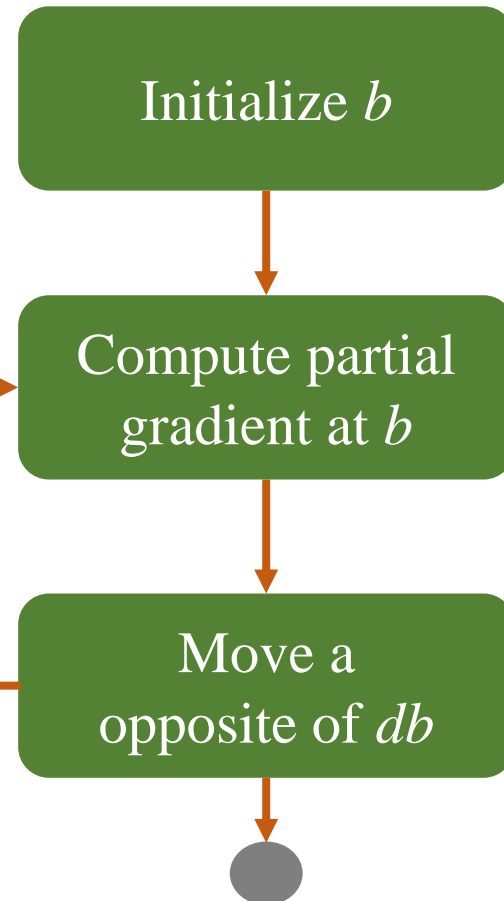 Initialize b
Compute partial
gradient at b
Move a
opposite of db